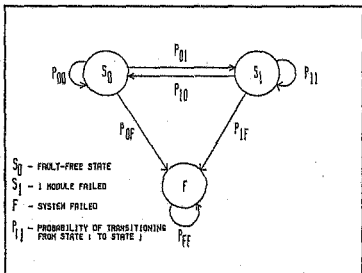 P01
P00
S0
S1
P11
P10
P0F
P1F
F
S0 - FAULT-FREE STATE
S1 - 1 MODULE FAILED
F - SYSTEM FAILED
Pij - PROBABILITY OF TRANSITIONING
FROM STATE i TO STATE j
PFF